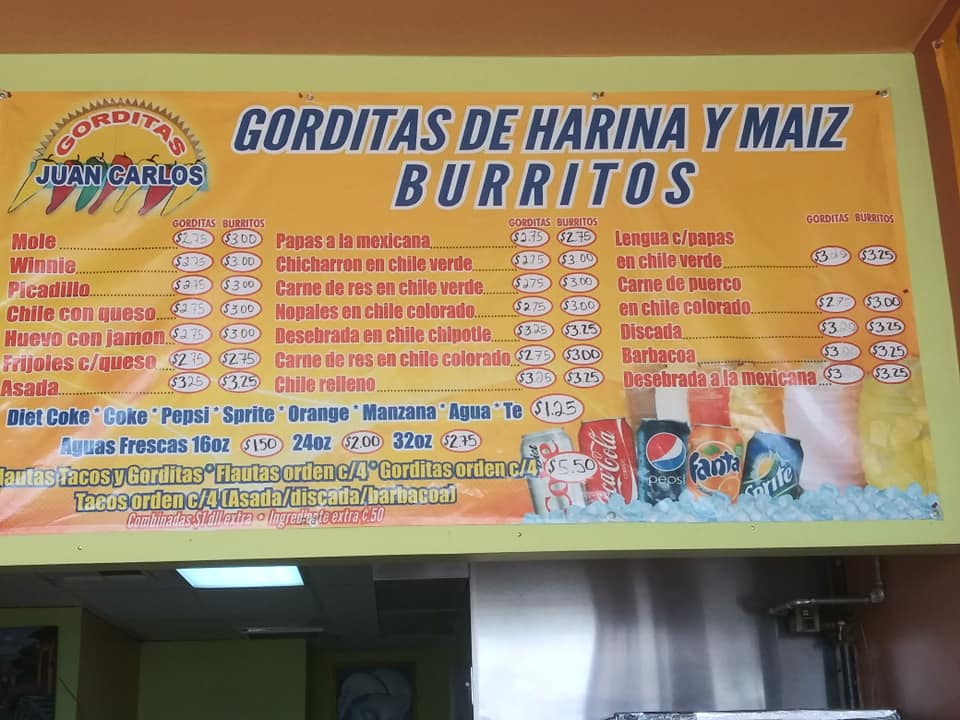 GORDITAS
JUAN CARLOS
GORDITAS DE HARINA Y MAIZ
BURRITOS
GORDITAS BURRITOS
Mole $2.75 $3.00
Winnie $2.75 $3.00
Picadillo $2.75 $3.00
Chile con queso $2.75 $3.00
Huevo con jamon $2.75 $3.00
Frijoles c/queso $2.75 $2.75
Asada $3.25 $3.25
GORDITAS BURRITOS
Papas a la mexicana $2.75 $2.75
Chicharron en chile verde $2.75 $3.00
Carne de res en chile verde $2.75 $3.00
Nopales en chile colorado $2.75 $3.00
Desebrada en chile chipotle $3.25 $3.25
Carne de res en chile colorado $2.75 $3.00
Chile relleno $3.25 $3.25
GORDITAS BURRITOS
Lengua c/papas
en chile verde $3.25 $3.25
Carne de puerco
en chile colorado $2.75 $3.00
Discada $3.25 $3.25
Barbacoa $3.25
Desebrada a la mexicana $3.25
Diet Coke * Coke * Pepsi * Sprite * Orange * Manzana * Agua * Te $1.25
Aguas Frescas 16oz $1.50 24oz $2.00 32oz $2.75
Tacos y Gorditas * Flautas orden c/4 * Gorditas orden c/4 $5.50
Tacos orden c/4 (Asada/discada/barbacoa)
Combinadas extra • Ingrediente extra c.50
Coca-Cola
pepsi
Fanta
Sprite